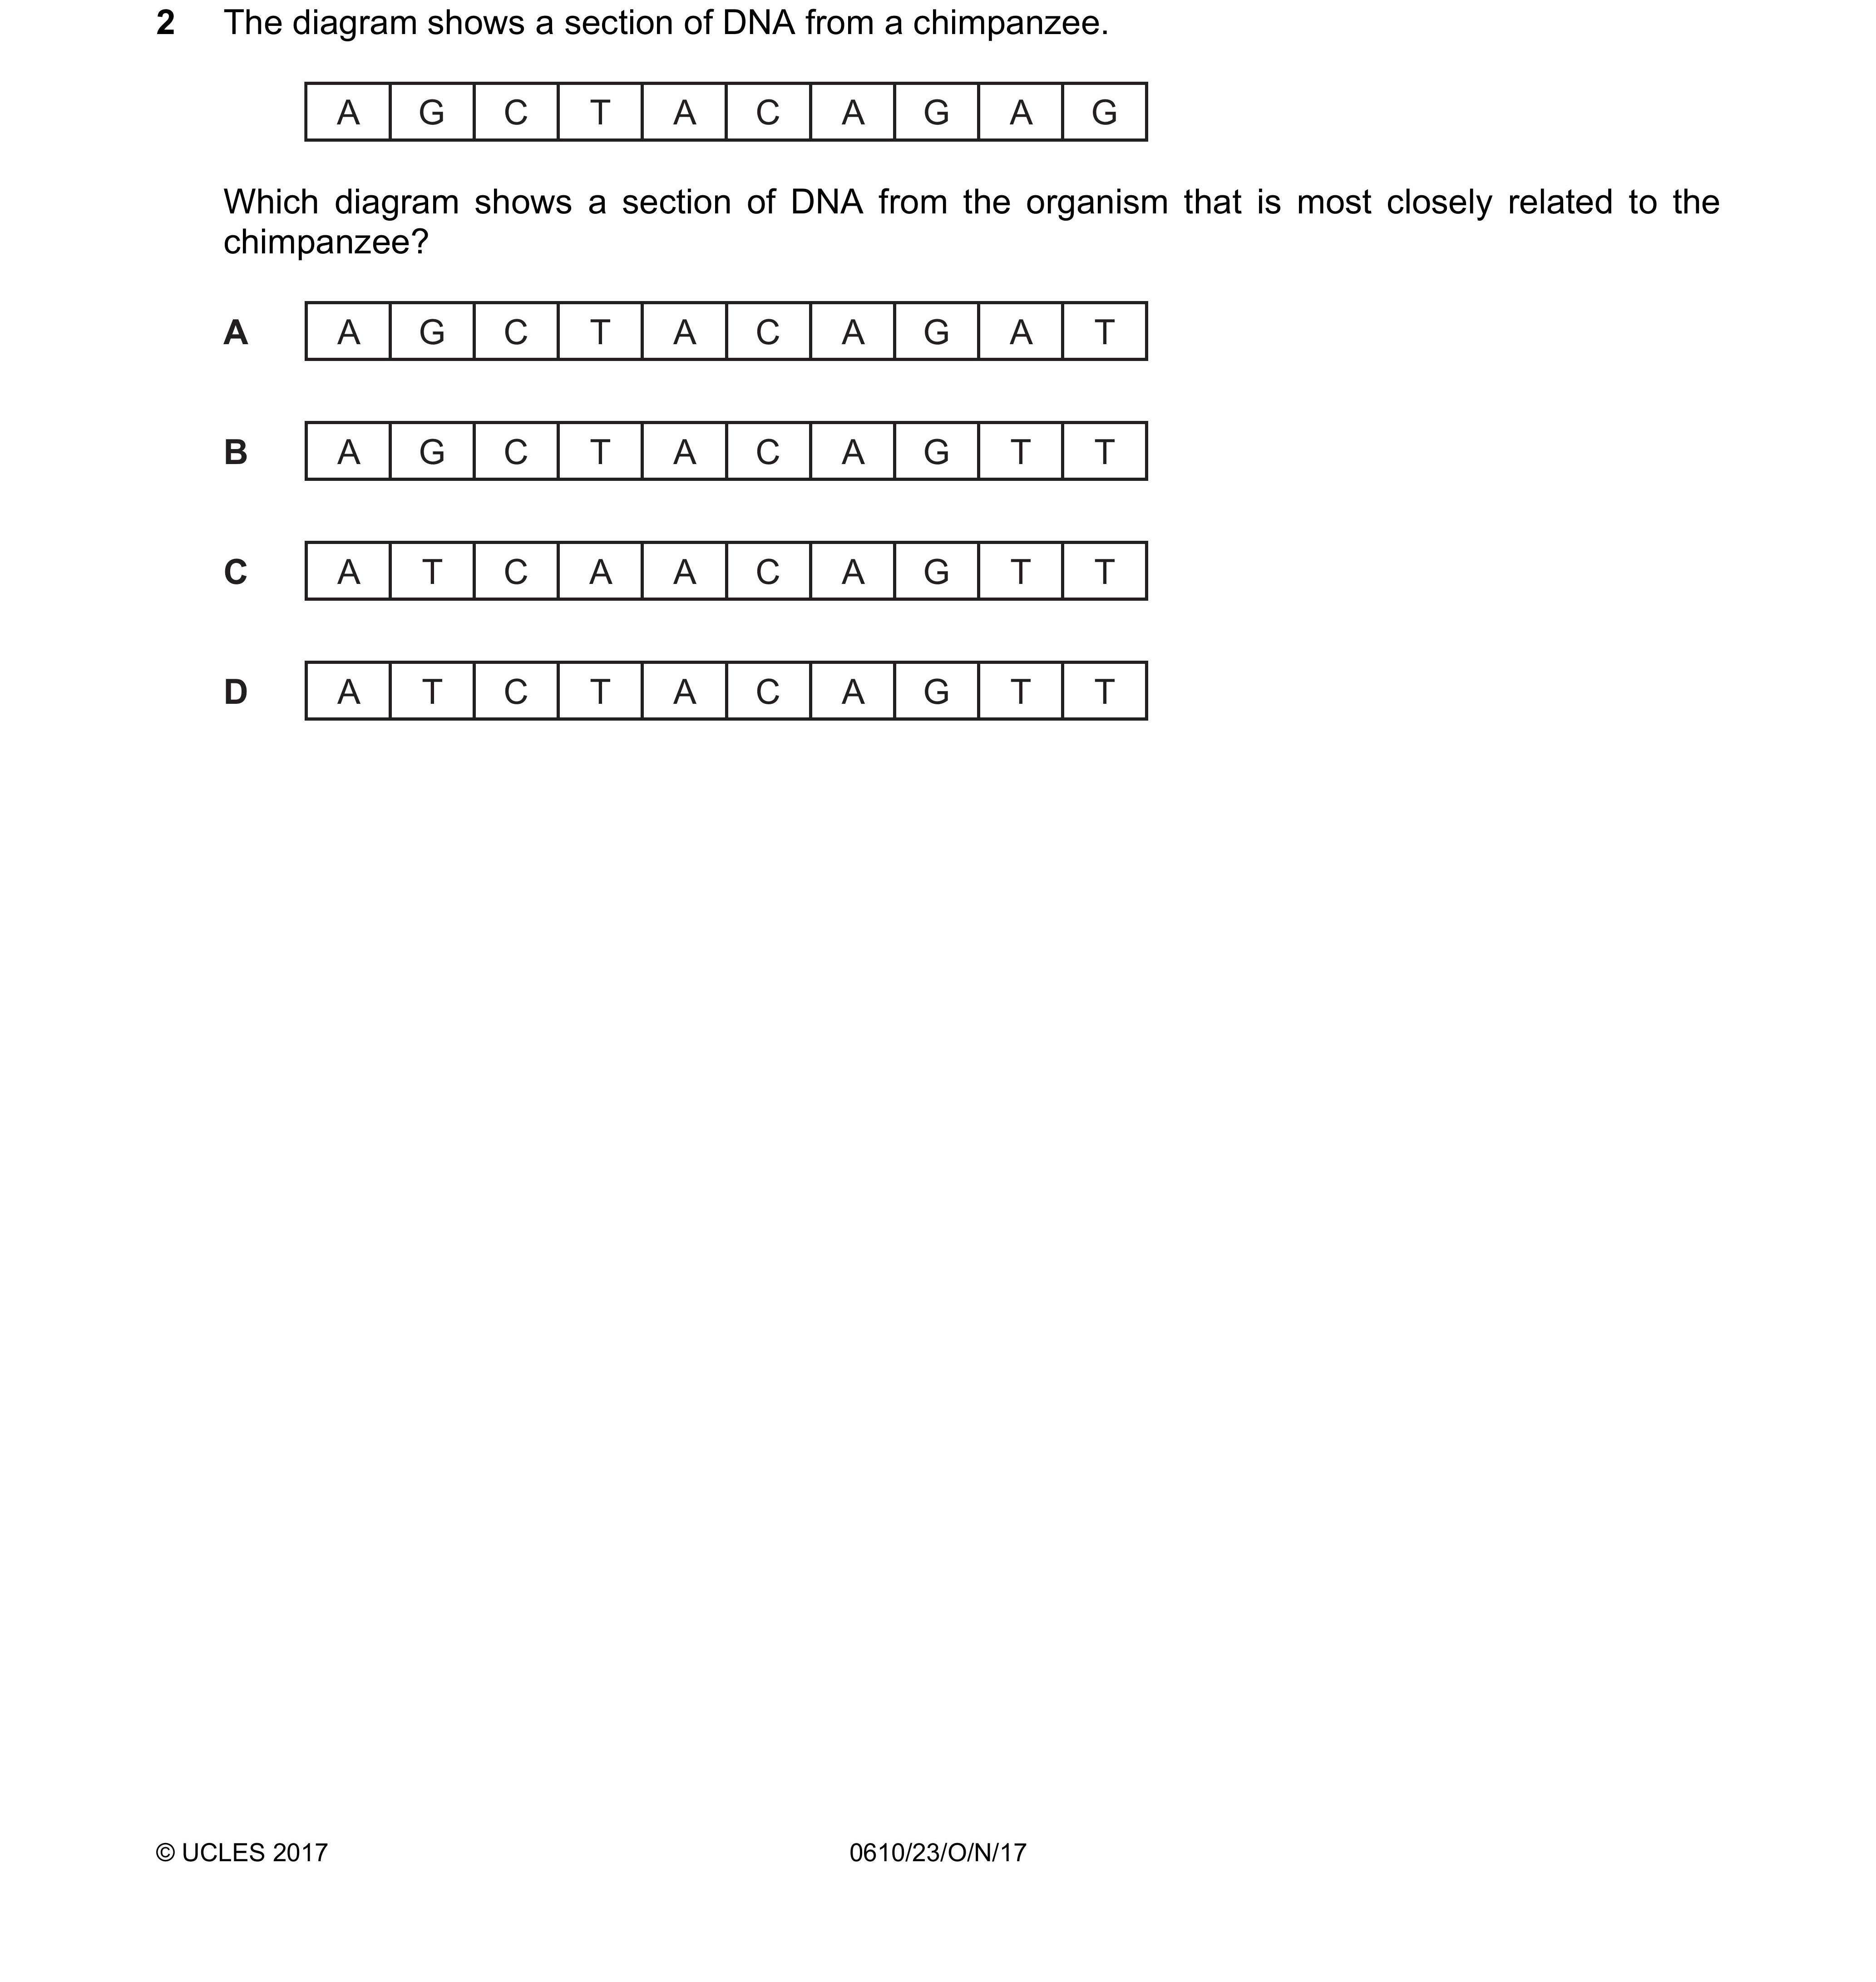 2 The diagram shows a section of DNA from a chimpanzee.
A G C T A C A G A G
Which diagram shows a section of DNA from the organism that is most closely related to the
chimpanzee?
A A G C T A C A G A T
B A G C T A C A G T T
C A T C A A C A G T T
D A T C T A C A G T T
© UCLES 2017 0610/23/O/N/17